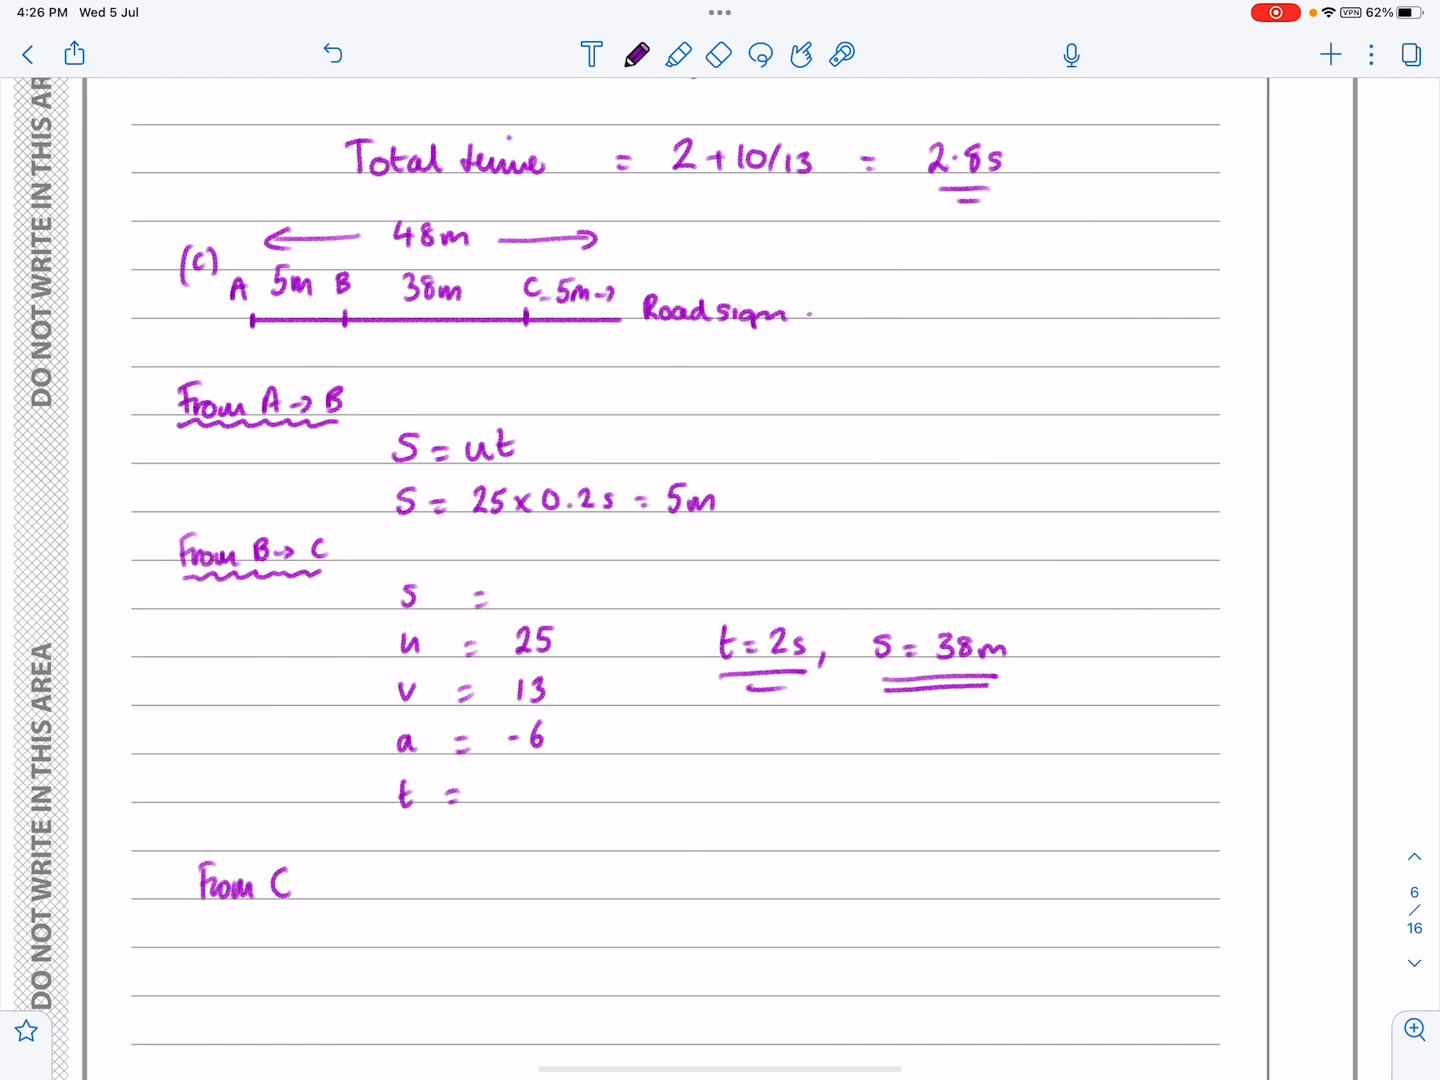 4:26 PM Wed 5 Jul
VPN 62%
DO NOT WRITE IN THIS AR
DO NOT WRITE IN THIS AREA
Total time = 2 + 10/13 = 2.8s
(c)
48m
A 5m B 38m C 5m → Road sign.
From A → B
S = ut
S = 25 × 0.2s = 5m
From B → C
s =
u = 25
t = 2s, s = 38m
v = 13
a = -6
t =
From C
6
/
16